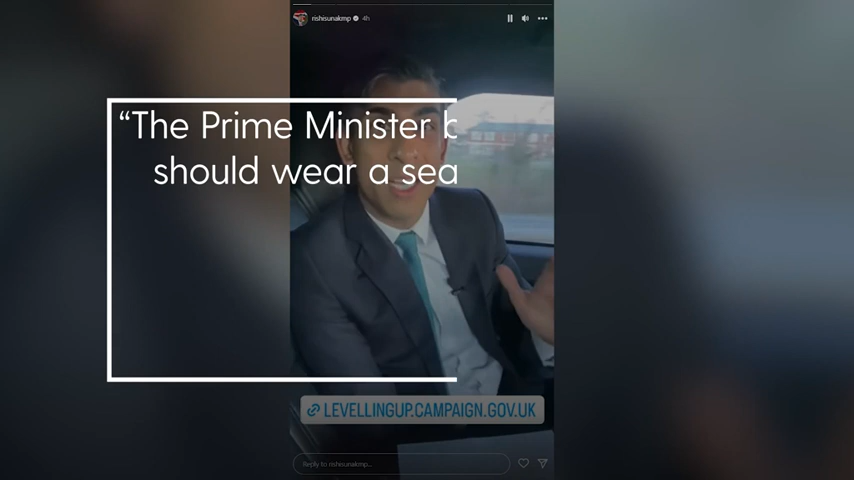 rishisunakmp 4h
“The Prime Minister b
should wear a sea
LEVELLINGUP.CAMPAIGN.GOV.UK
Reply to rishisunakmp...